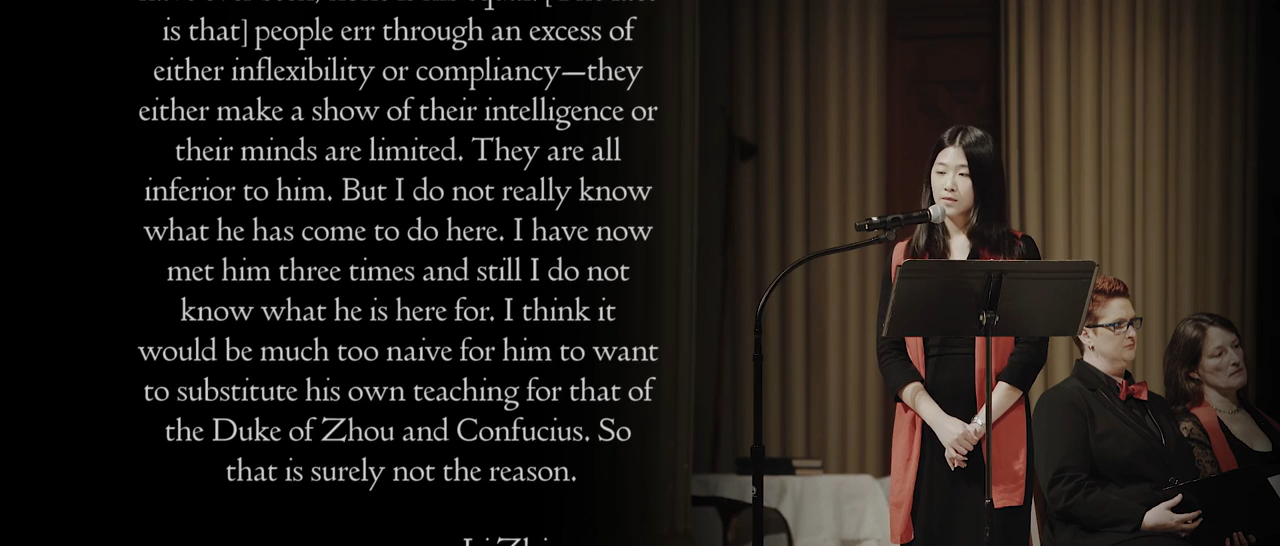 is that] people err through an excess of
either inflexibility or compliancy—they
either make a show of their intelligence or
their minds are limited. They are all
inferior to him. But I do not really know
what he has come to do here. I have now
met him three times and still I do not
know what he is here for. I think it
would be much too naive for him to want
to substitute his own teaching for that of
the Duke of Zhou and Confucius. So
that is surely not the reason.